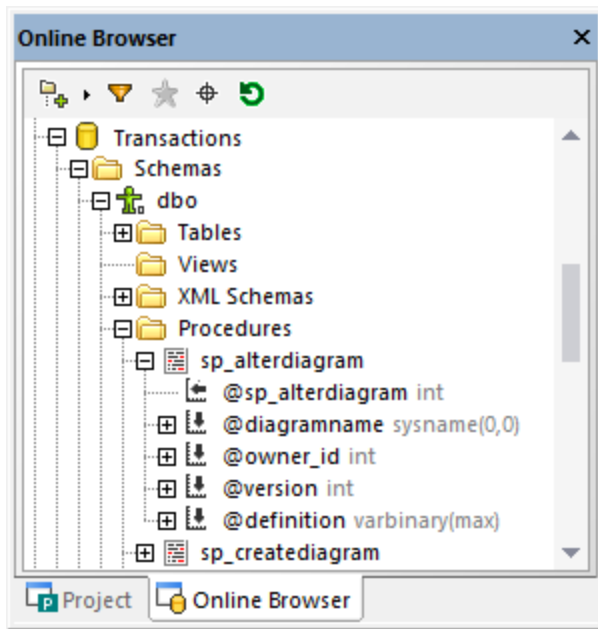 Online Browser
Transactions
Schemas
dbo
Tables
Views
XML Schemas
Procedures
sp_alterdiagram
@sp_alterdiagram int
@diagramname sysname(0,0)
@owner_id int
@version int
@definition varbinary(max)
sp_creatediagram
Project Online Browser